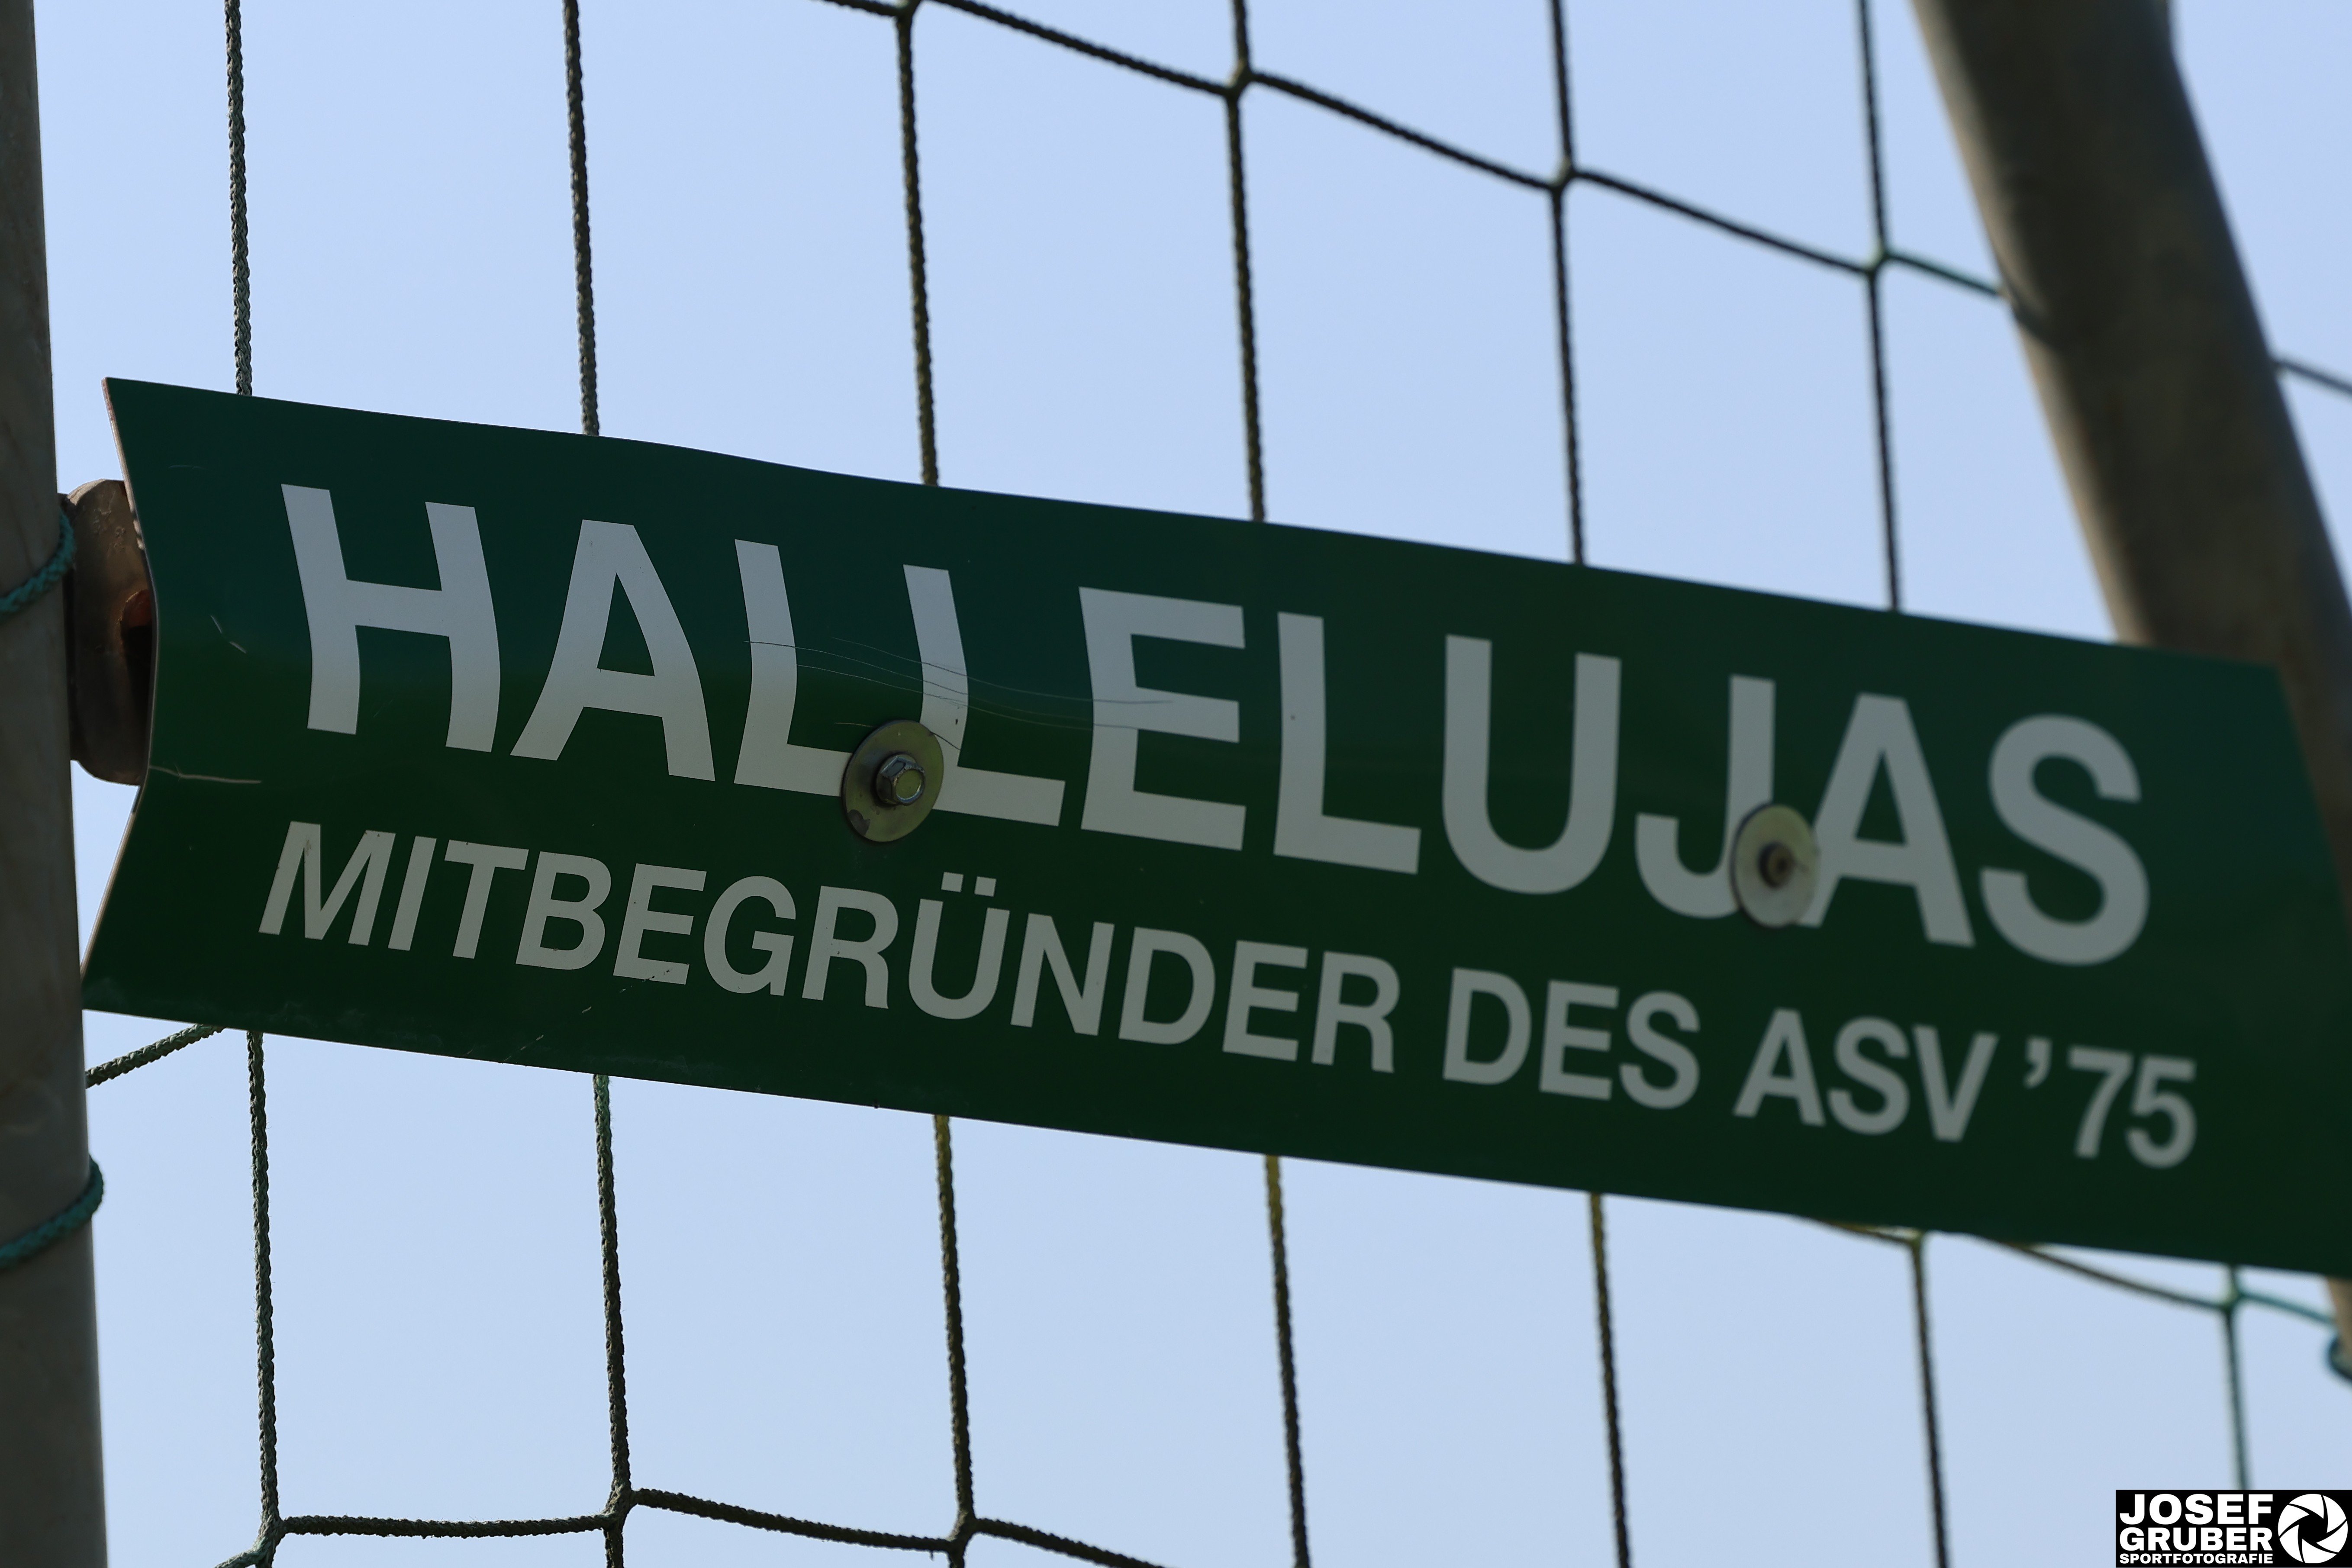 HALLELUJAS
MITBEGRÜNDER DES ASV '75
JOSEF
GRUBER
SPORTFOTOGRAFIE